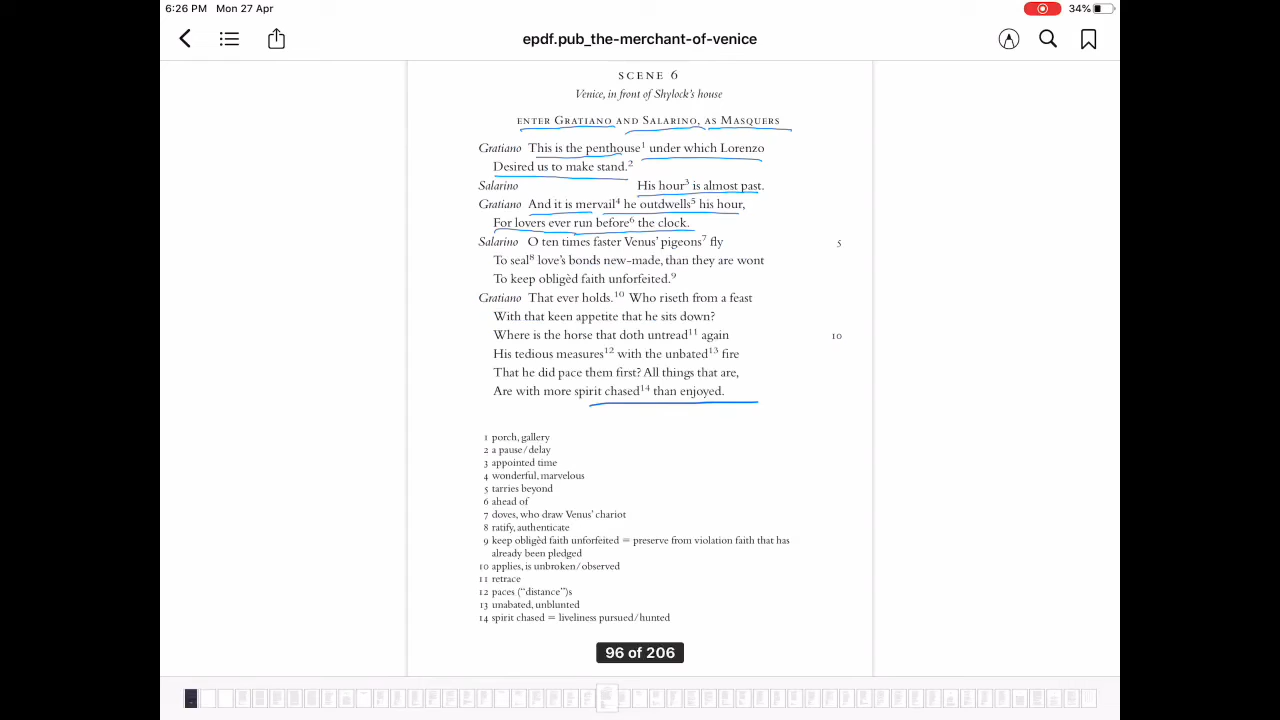 6:26 PM Mon 27 Apr
34%
epdf.pub_the-merchant-of-venice
SCENE 6
Venice, in front of Shylock's house
ENTER GRATIANO AND SALARINO, AS MASQUERS
Gratiano This is the penthouse1 under which Lorenzo
Desired us to make stand.2
Salarino His hour3 is almost past.
Gratiano And it is mervail4 he outdwells5 his hour,
For lovers ever run before6 the clock.
Salarino O ten times faster Venus' pigeons7 fly 5
To seal8 love's bonds new-made, than they are wont
To keep obligèd faith unforfeited.9
Gratiano That ever holds.10 Who riseth from a feast
With that keen appetite that he sits down?
Where is the horse that doth untread11 again 10
His tedious measures12 with the unbated13 fire
That he did pace them first? All things that are,
Are with more spirit chased14 than enjoyed.
1 porch, gallery
2 a pause/delay
3 appointed time
4 wonderful, marvelous
5 tarries beyond
6 ahead of
7 doves, who draw Venus' chariot
8 ratify, authenticate
9 keep obligèd faith unforfeited = preserve from violation faith that has
already been pledged
10 applies, is unbroken/observed
11 retrace
12 paces ("distance")s
13 unabated, unblunted
14 spirit chased = liveliness pursued/hunted
96 of 206